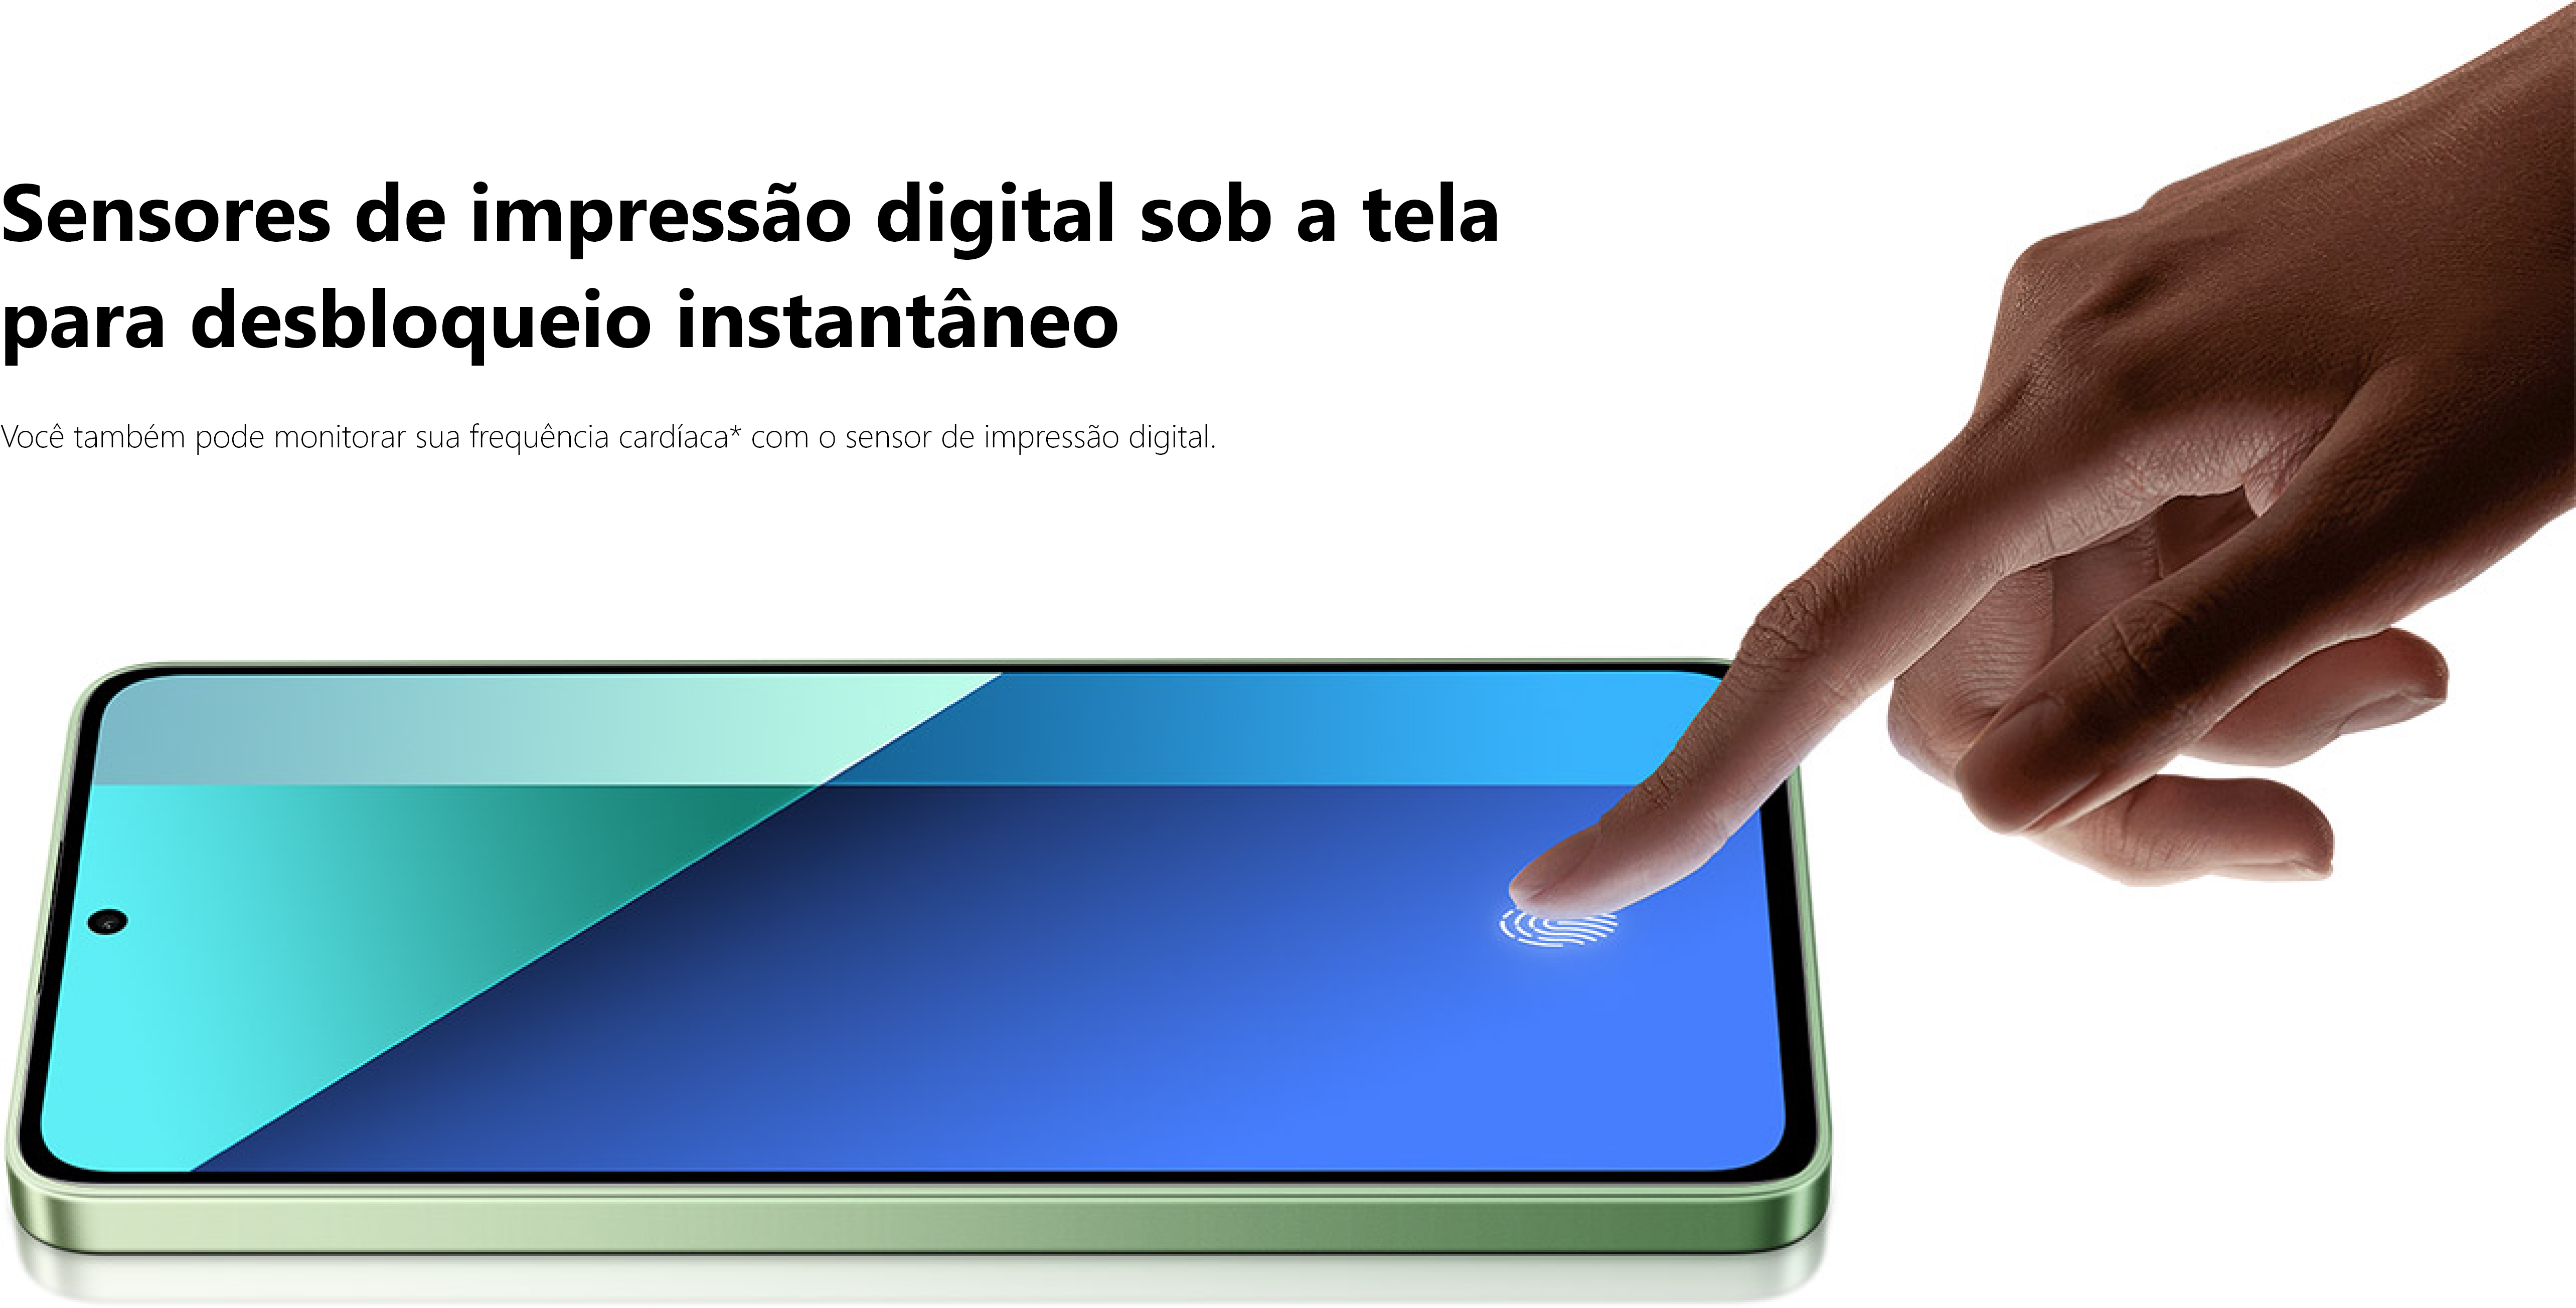 Sensores de impressão digital sob a tela
para desbloqueio instantâneo
Você também pode monitorar sua frequência cardíaca* com o sensor de impressão digital.